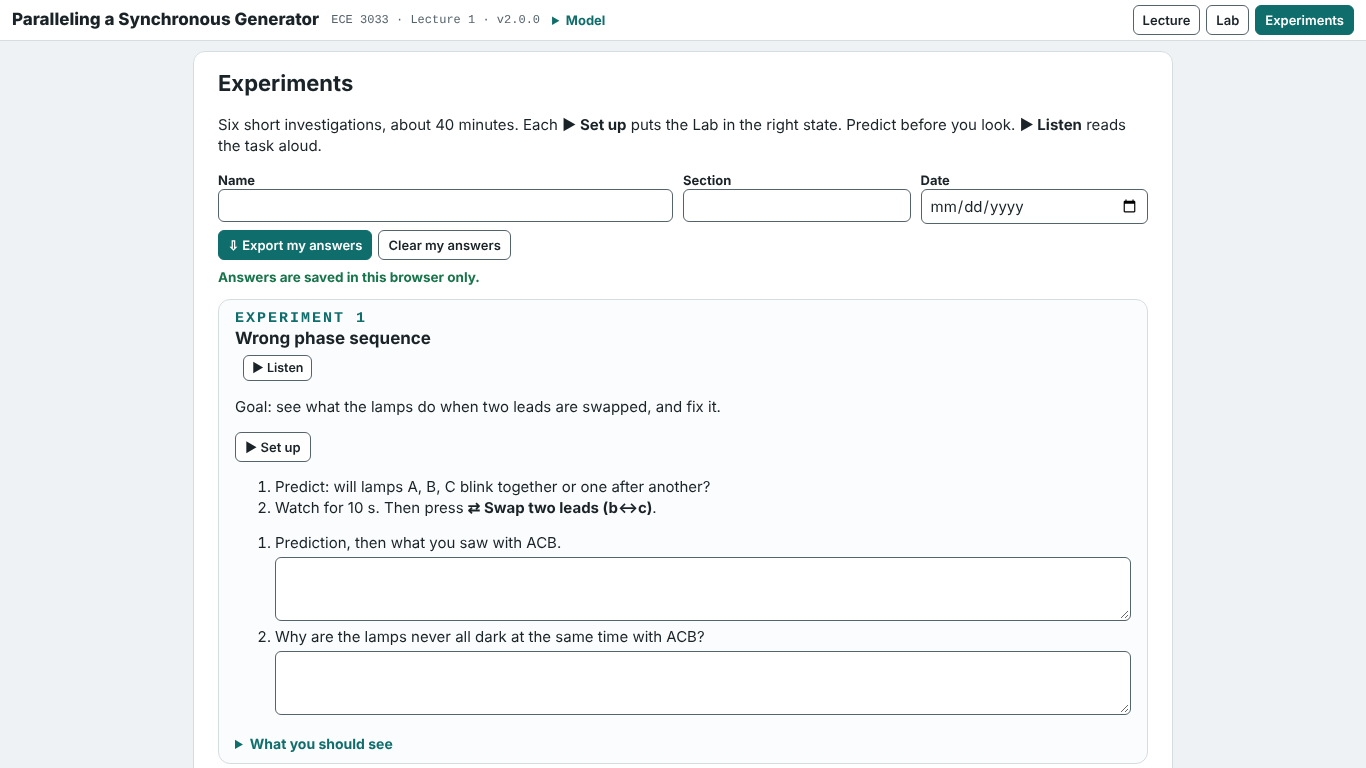 Paralleling a Synchronous Generator ECE 3033 · Lecture 1 · v2.0.0 ▶ Model Lecture Lab Experiments
Experiments
Six short investigations, about 40 minutes. Each ▶ Set up puts the Lab in the right state. Predict before you look. ▶ Listen reads
the task aloud.
Name Section Date
mm/dd/yyyy
⇩ Export my answers Clear my answers
Answers are saved in this browser only.
EXPERIMENT 1
Wrong phase sequence
▶ Listen
Goal: see what the lamps do when two leads are swapped, and fix it.
▶ Set up
1. Predict: will lamps A, B, C blink together or one after another?
2. Watch for 10 s. Then press ⇄ Swap two leads (b↔c).
1. Prediction, then what you saw with ACB.
2. Why are the lamps never all dark at the same time with ACB?
▶ What you should see